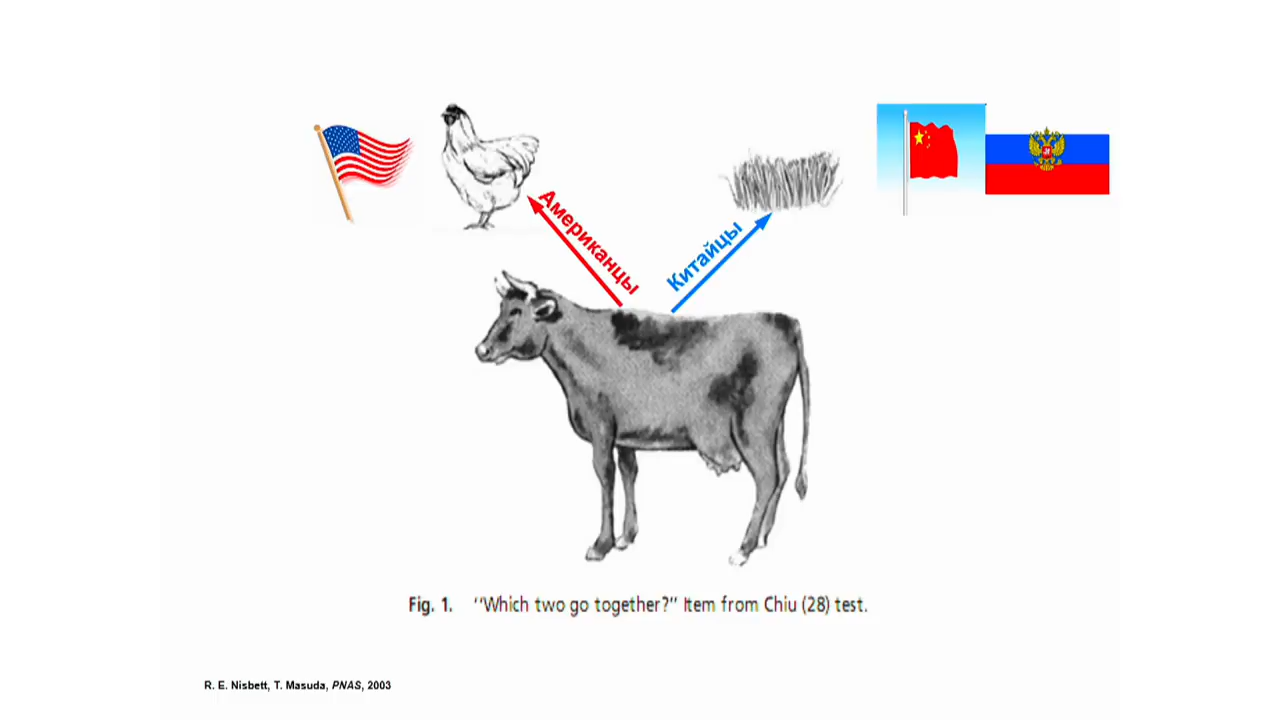 Американцы
Китайцы
Fig. 1. "Which two go together?" Item from Chiu (28) test.
R. E. Nisbett, T. Masuda, PNAS, 2003